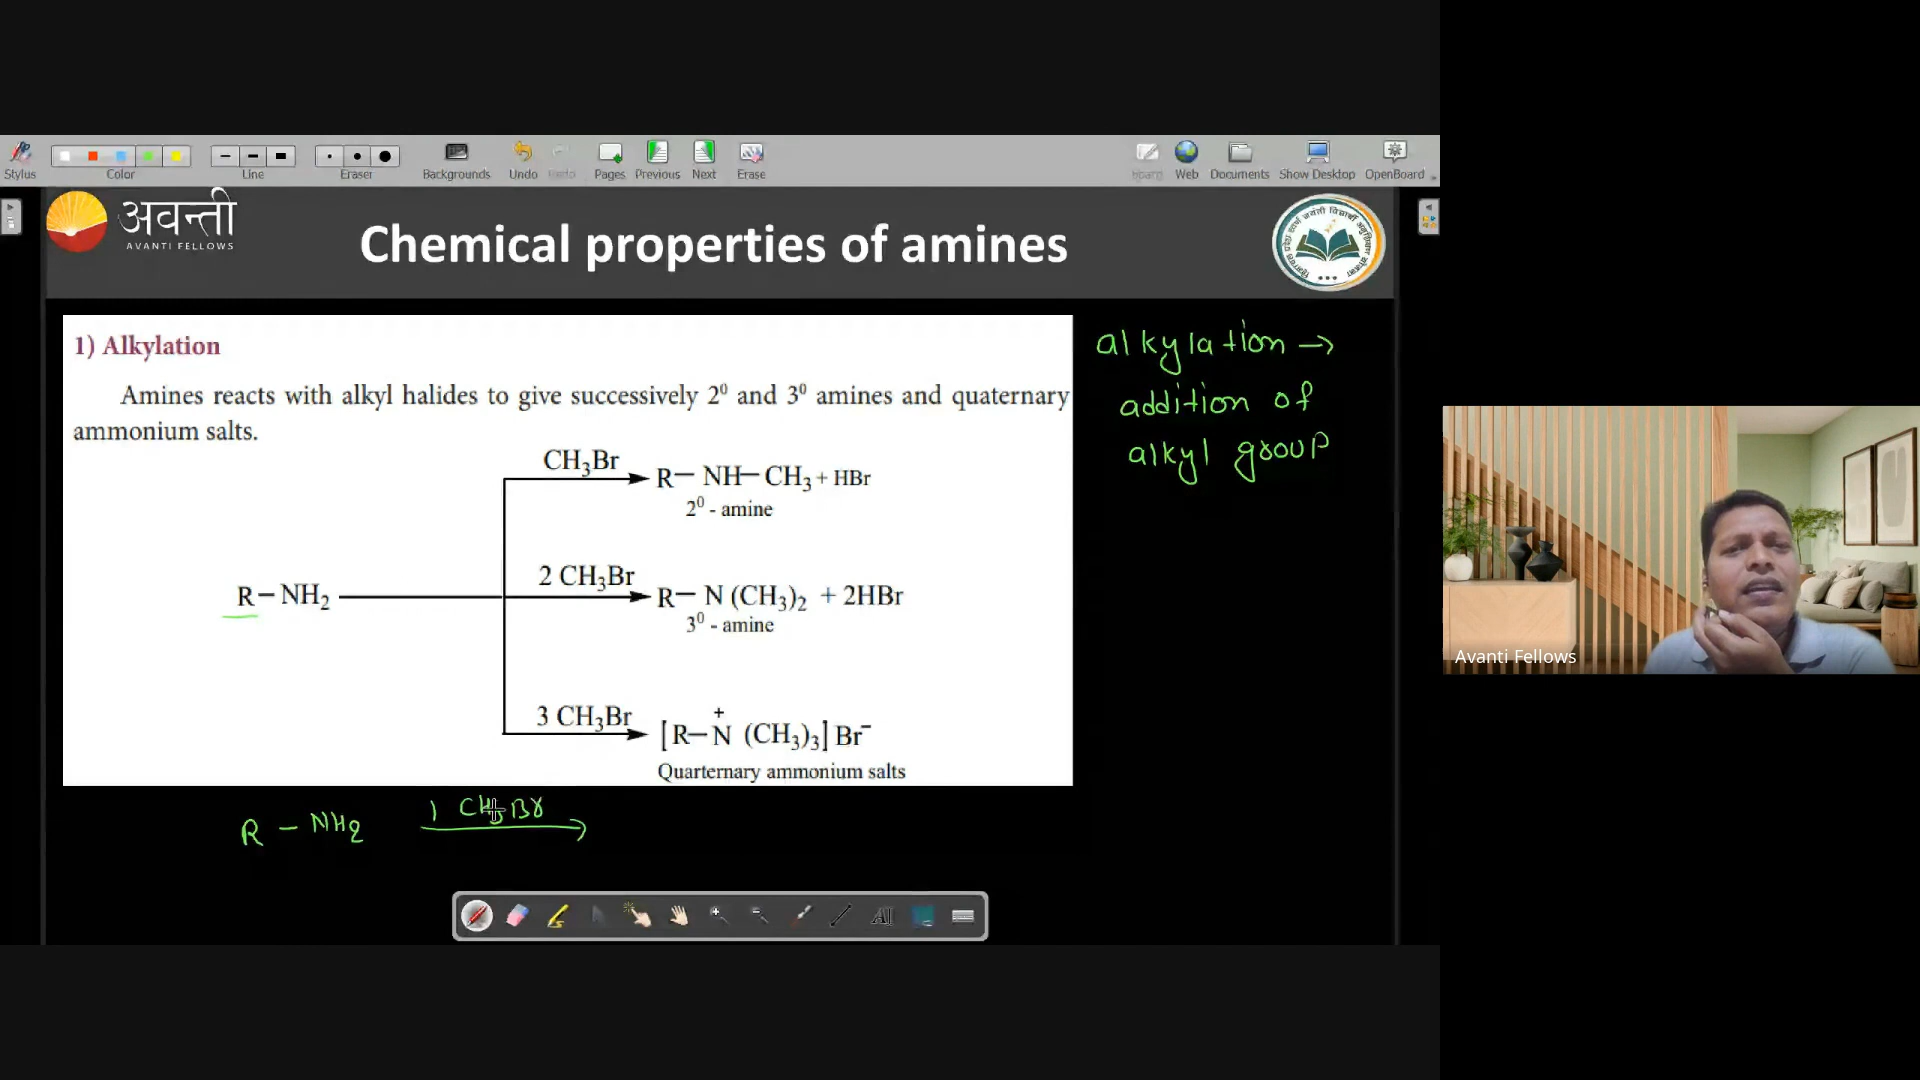 Stylus
Color
Line
Eraser
Backgrounds
Undo
Redo
Pages
Previous
Next
Erase
Board
Web
Documents
Show Desktop
OpenBoard
अवन्ती
AVANTI FELLOWS
Chemical properties of amines
1) Alkylation
Amines reacts with alkyl halides to give successively 2⁰ and 3⁰ amines and quaternary
ammonium salts.
CH₃Br
R— NH— CH₃ + HBr
2⁰ - amine
R – NH₂
2 CH₃Br
R— N (CH₃)₂ + 2HBr
3⁰ - amine
3 CH₃Br
+
[R—N (CH₃)₃] Br⁻
Quarternary ammonium salts
alkylation →
addition of
alkyl group
R – NH₂ 1 CH₃Br
Avanti Fellows